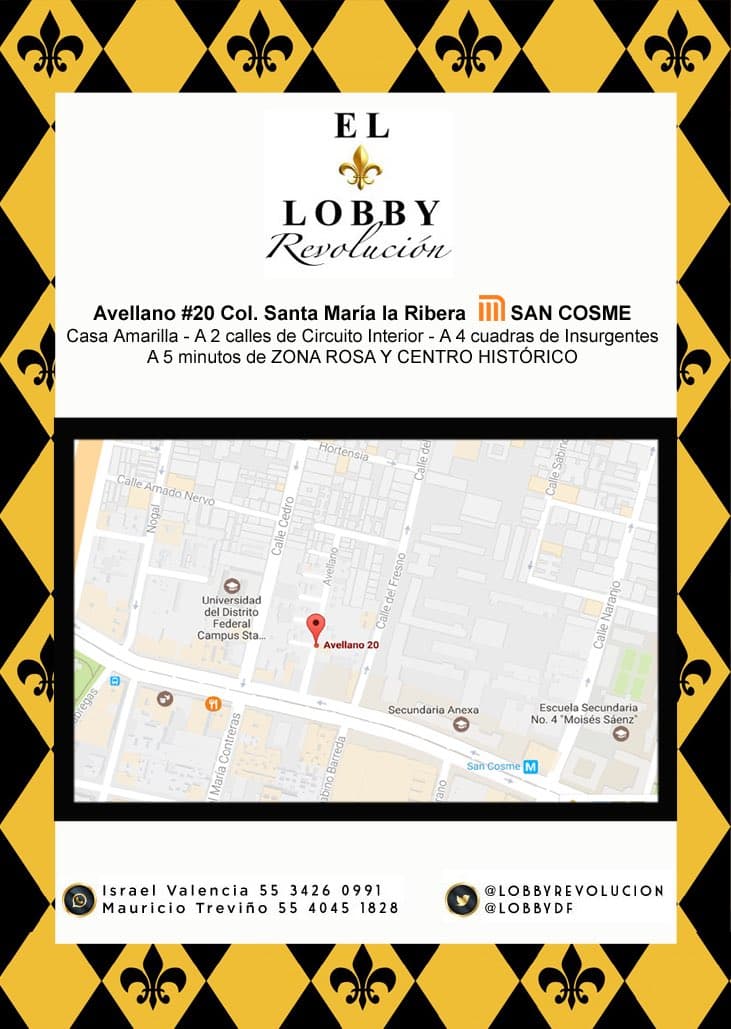 EL
LOBBY
Revolución
Avellano #20 Col. Santa María la Ribera SAN COSME
Casa Amarilla - A 2 calles de Circuito Interior - A 4 cuadras de Insurgentes
A 5 minutos de ZONA ROSA Y CENTRO HISTÓRICO
Hortensia
Calle del
Calle Sabino
Calle Amado Nervo
Nogal
Calle Cedro
Avellano
Calle del Fresno
Universidad
del Distrito
Federal
Campus Sta...
Calle Naranjo
Avellano 20
Secundaria Anexa
Escuela Secundaria
No. 4 "Moisés Sáenz"
San Cosme M
Israel Valencia 55 3426 0991
Mauricio Treviño 55 4045 1828
@LOBBYREVOLUCION
@LOBBYDF